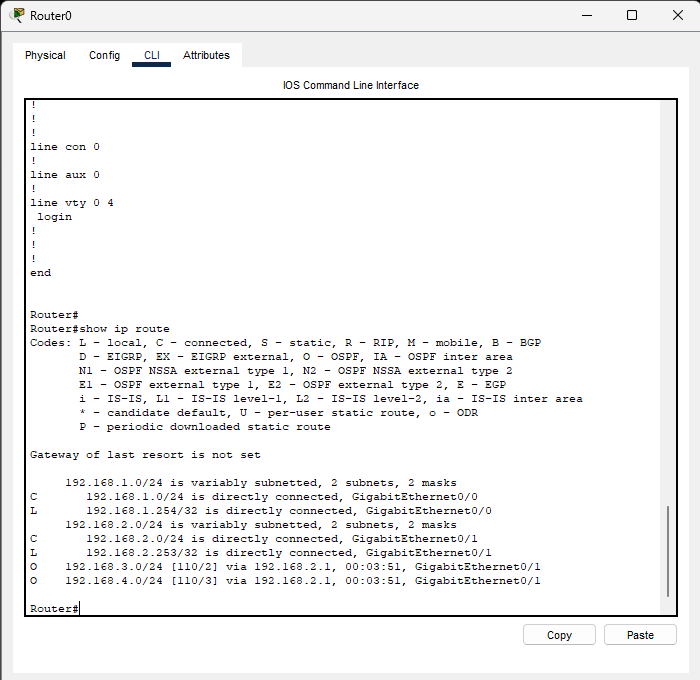 Router0
Physical Config CLI Attributes
IOS Command Line Interface
!
!
!
line con 0
!
line aux 0
!
line vty 0 4
 login
!
!
!
end
Router#
Router#show ip route
Codes: L - local, C - connected, S - static, R - RIP, M - mobile, B - BGP
       D - EIGRP, EX - EIGRP external, O - OSPF, IA - OSPF inter area
       N1 - OSPF NSSA external type 1, N2 - OSPF NSSA external type 2
       E1 - OSPF external type 1, E2 - OSPF external type 2, E - EGP
       i - IS-IS, L1 - IS-IS level-1, L2 - IS-IS level-2, ia - IS-IS inter area
       * - candidate default, U - per-user static route, o - ODR
       P - periodic downloaded static route
Gateway of last resort is not set
     192.168.1.0/24 is variably subnetted, 2 subnets, 2 masks
C       192.168.1.0/24 is directly connected, GigabitEthernet0/0
L       192.168.1.254/32 is directly connected, GigabitEthernet0/0
     192.168.2.0/24 is variably subnetted, 2 subnets, 2 masks
C       192.168.2.0/24 is directly connected, GigabitEthernet0/1
L       192.168.2.253/32 is directly connected, GigabitEthernet0/1
O    192.168.3.0/24 [110/2] via 192.168.2.1, 00:03:51, GigabitEthernet0/1
O    192.168.4.0/24 [110/3] via 192.168.2.1, 00:03:51, GigabitEthernet0/1
Router#
Copy Paste